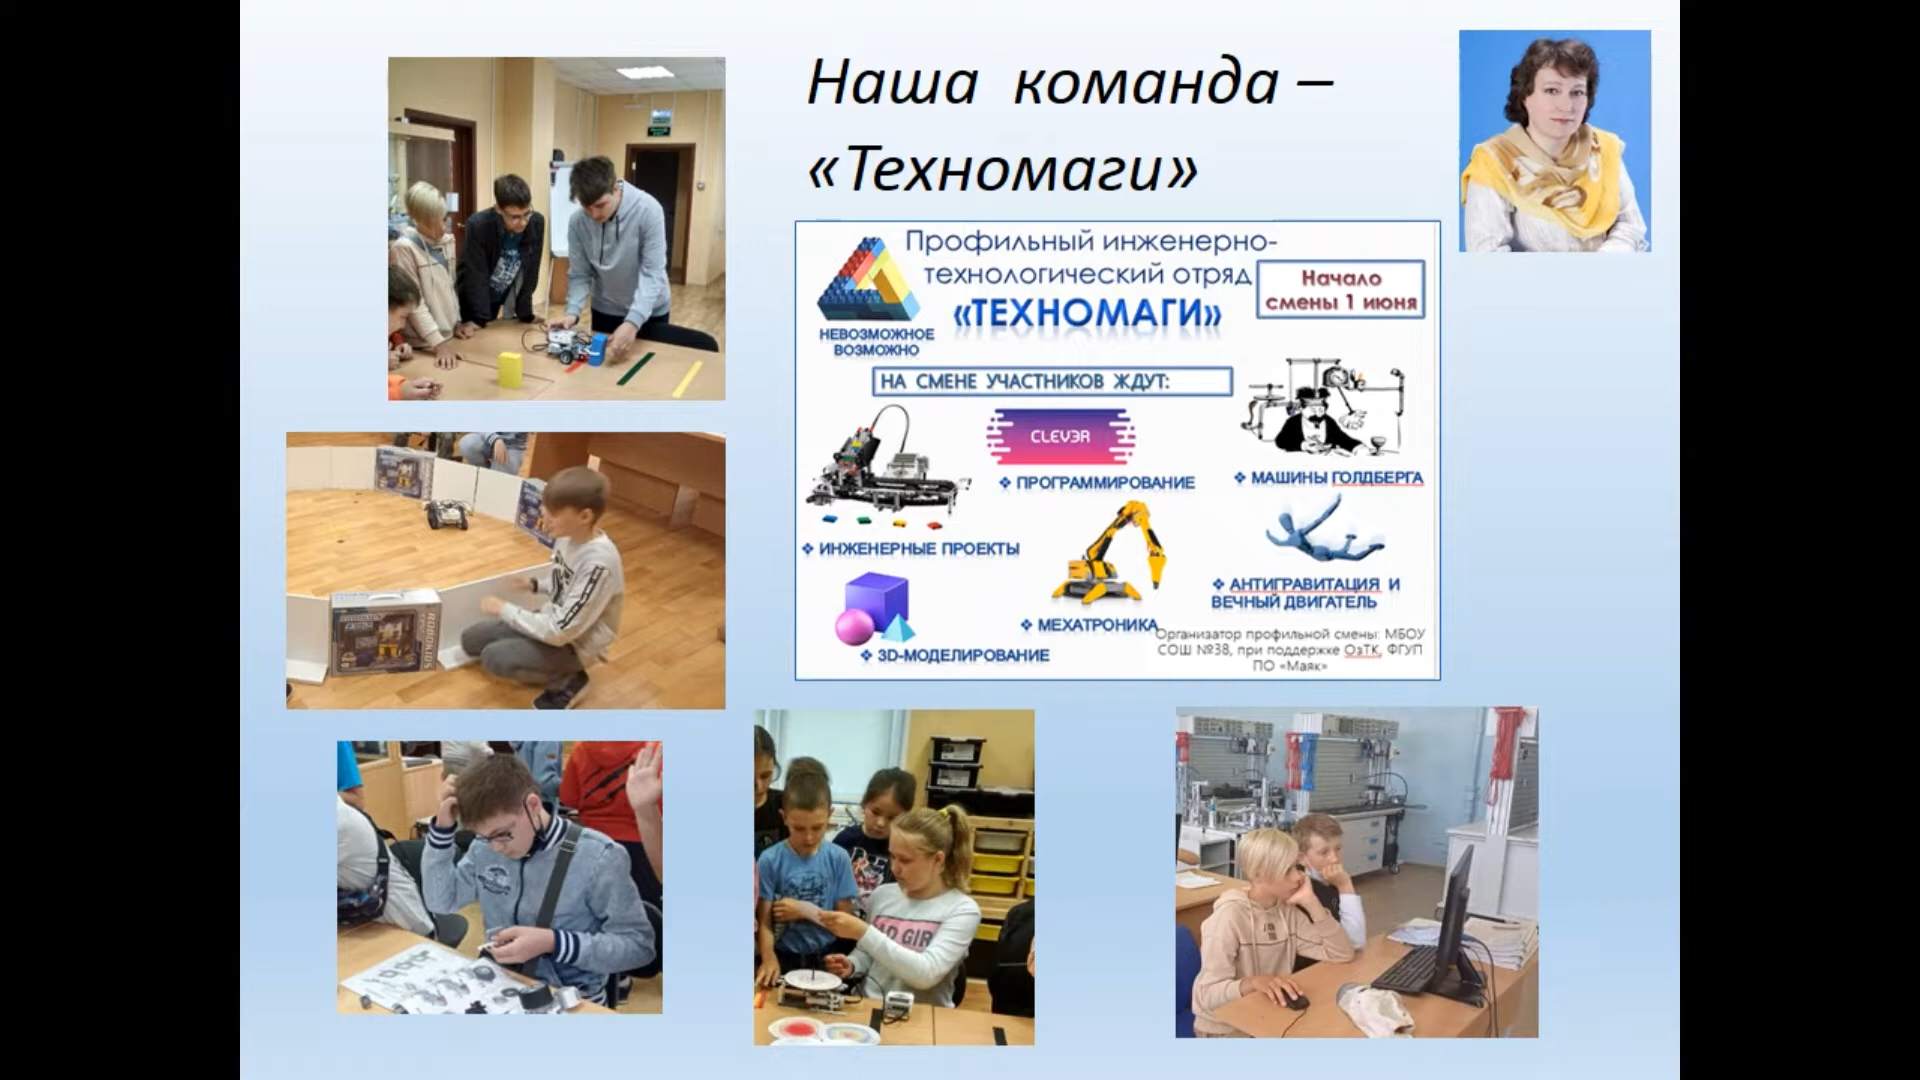 Наша команда –
«Техномаги»
Профильный инженерно-
технологический отряд
«ТЕХНОМАГИ»
Начало
смены 1 июня
НЕВОЗМОЖНОЕ
ВОЗМОЖНО
НА СМЕНЕ УЧАСТНИКОВ ЖДУТ:
CLEV3R
❖ ПРОГРАММИРОВАНИЕ
❖ МАШИНЫ ГОЛДБЕРГА
❖ ИНЖЕНЕРНЫЕ ПРОЕКТЫ
❖ АНТИГРАВИТАЦИЯ И
ВЕЧНЫЙ ДВИГАТЕЛЬ
❖ МЕХАТРОНИКА
❖ 3D-МОДЕЛИРОВАНИЕ
Организатор профильной смены: МБОУ
СОШ №38, при поддержке ОзТК, ФГУП
ПО «Маяк»
ROBOKIDS